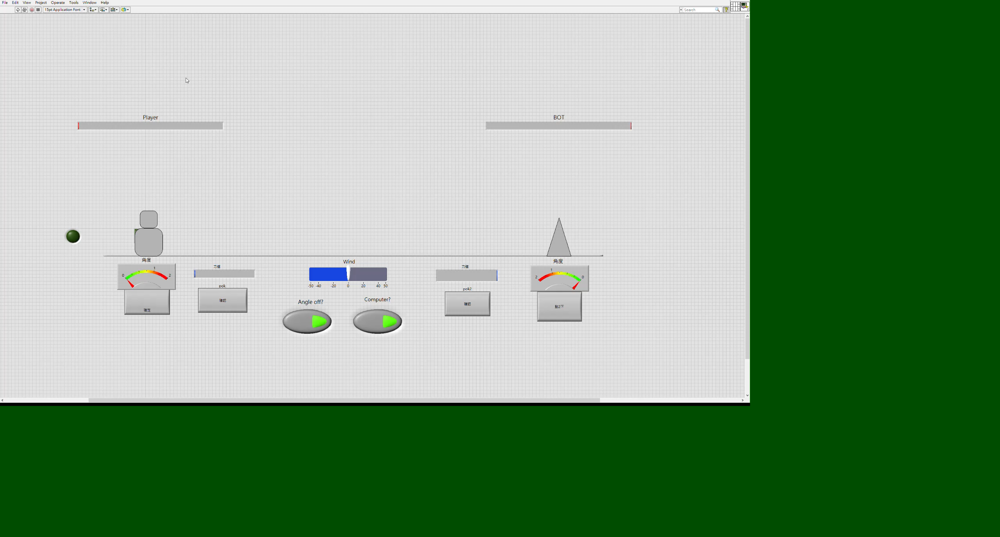 File Edit View Project Operate Tools Window Help
15pt Application Font
Search
2
Player
BOT
角度
Wind
角度
力道
力道
0 1 2
2 1 0
-50 -40 -20 0 20 40 50
pok
pok2
確認
確認
Angle off?
Computer?
確定
點2下